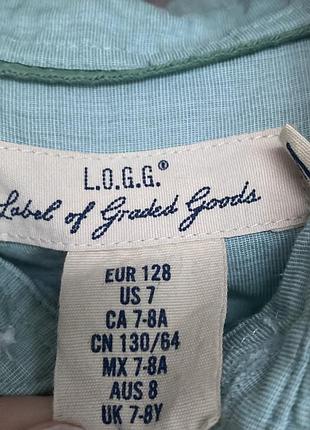 L.O.G.G.®
Label of Graded Goods
EUR 128
US 7
CA 7-8A
CN 130/64
MX 7-8A
AUS 8
UK 7-8Y